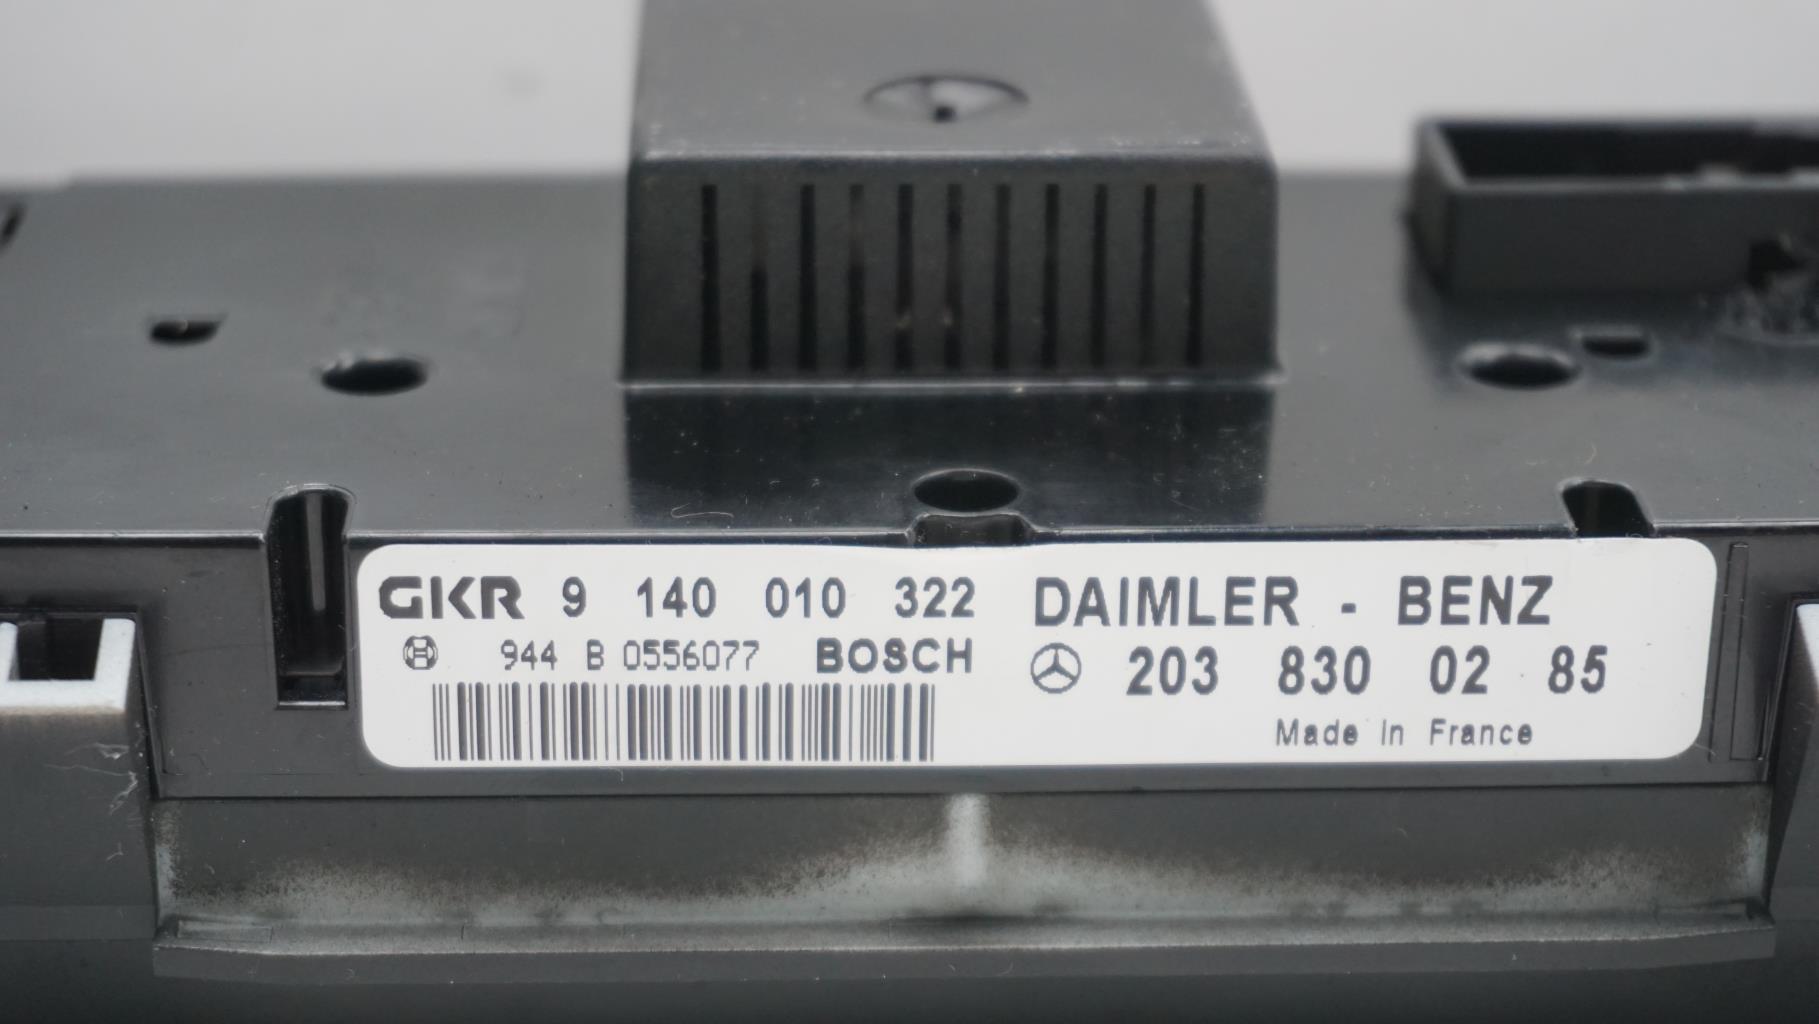 GKR 9 140 010 322
944 B 0556077 BOSCH
DAIMLER - BENZ
203 830 02 85
Made in France